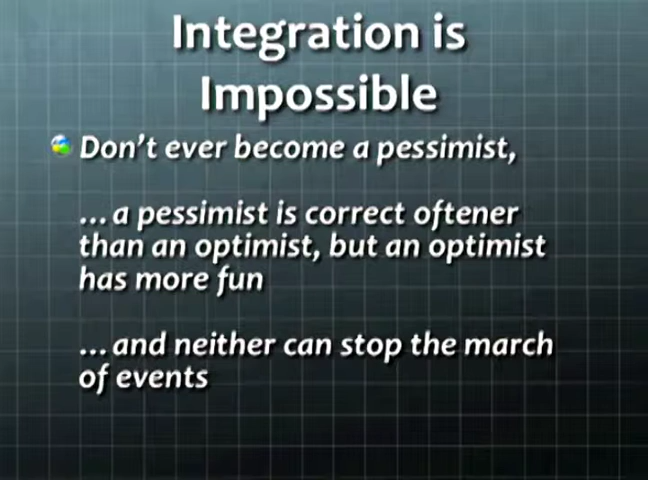 Integration is
Impossible
Don't ever become a pessimist,
...a pessimist is correct oftener
than an optimist, but an optimist
has more fun
...and neither can stop the march
of events